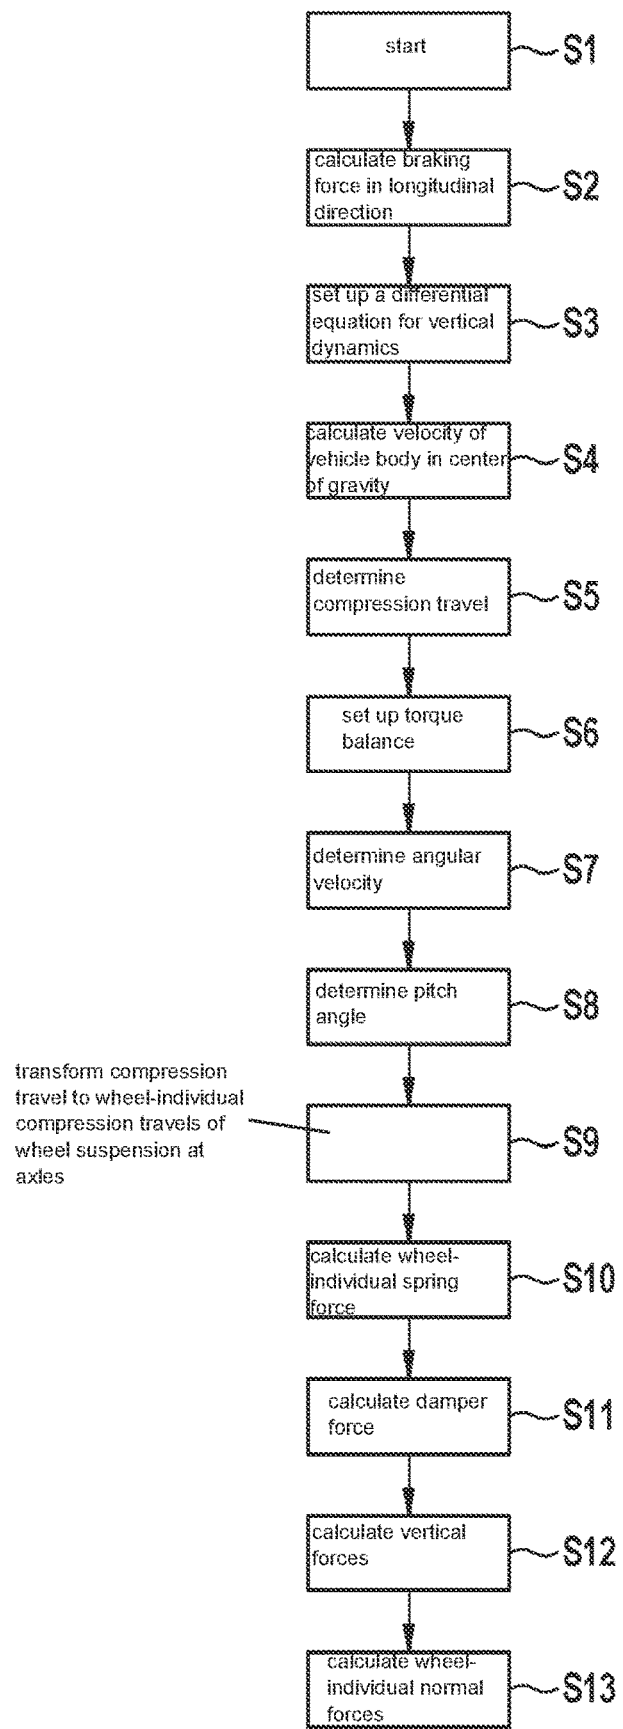 start
S1
calculate braking
force in longitudinal
direction
S2
set up a differential
equation for vertical
dynamics
S3
calculate velocity of
vehicle body in center
of gravity
S4
determine
compression travel
S5
set up torque
balance
S6
determine angular
velocity
S7
determine pitch
angle
S8
transform compression
travel to wheel-individual
compression travels of
wheel suspension at
axles
S9
calculate wheel-
individual spring
force
S10
calculate damper
force
S11
calculate vertical
forces
S12
calculate wheel-
individual normal
forces
S13